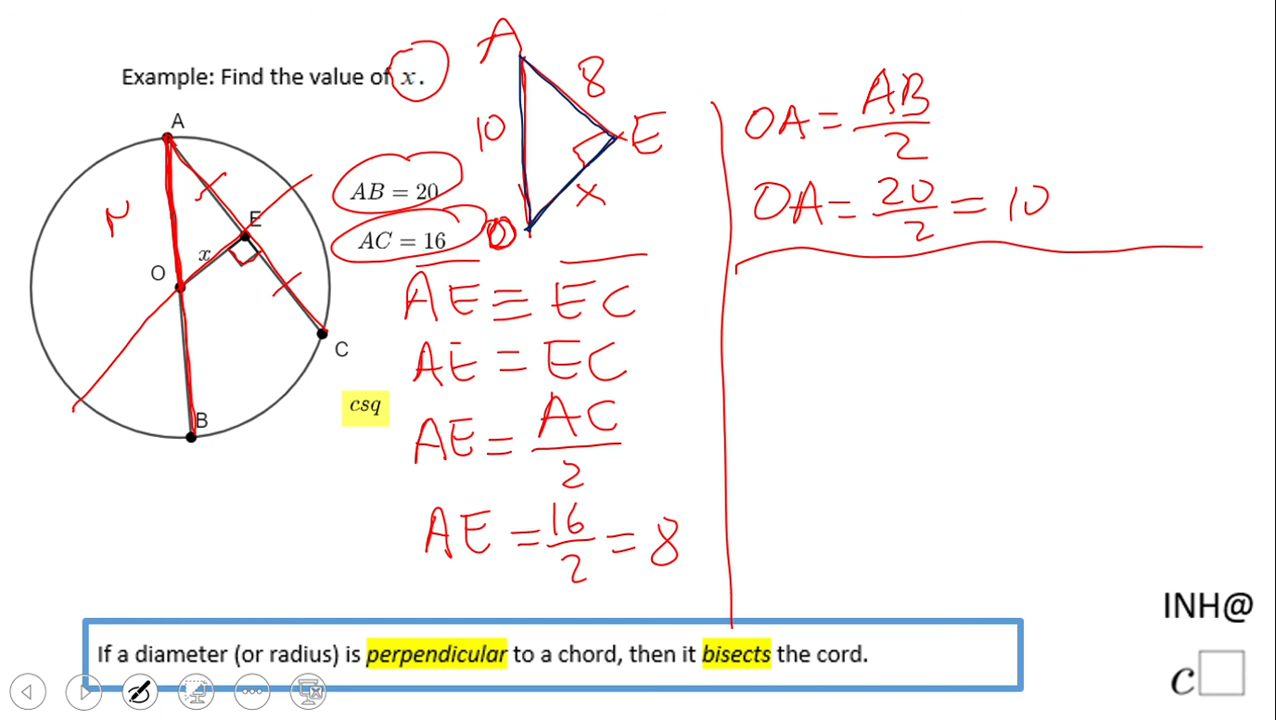 Example: Find the value of x.
A
8
10
E
x
O
A
r
E
x
O
C
B
AB = 20
AC = 16
AE ≅ EC
AE = EC
csq
AE = AC/2
AE = 16/2 = 8
OA = AB/2
OA = 20/2 = 10
If a diameter (or radius) is perpendicular to a chord, then it bisects the cord.
INH@
c